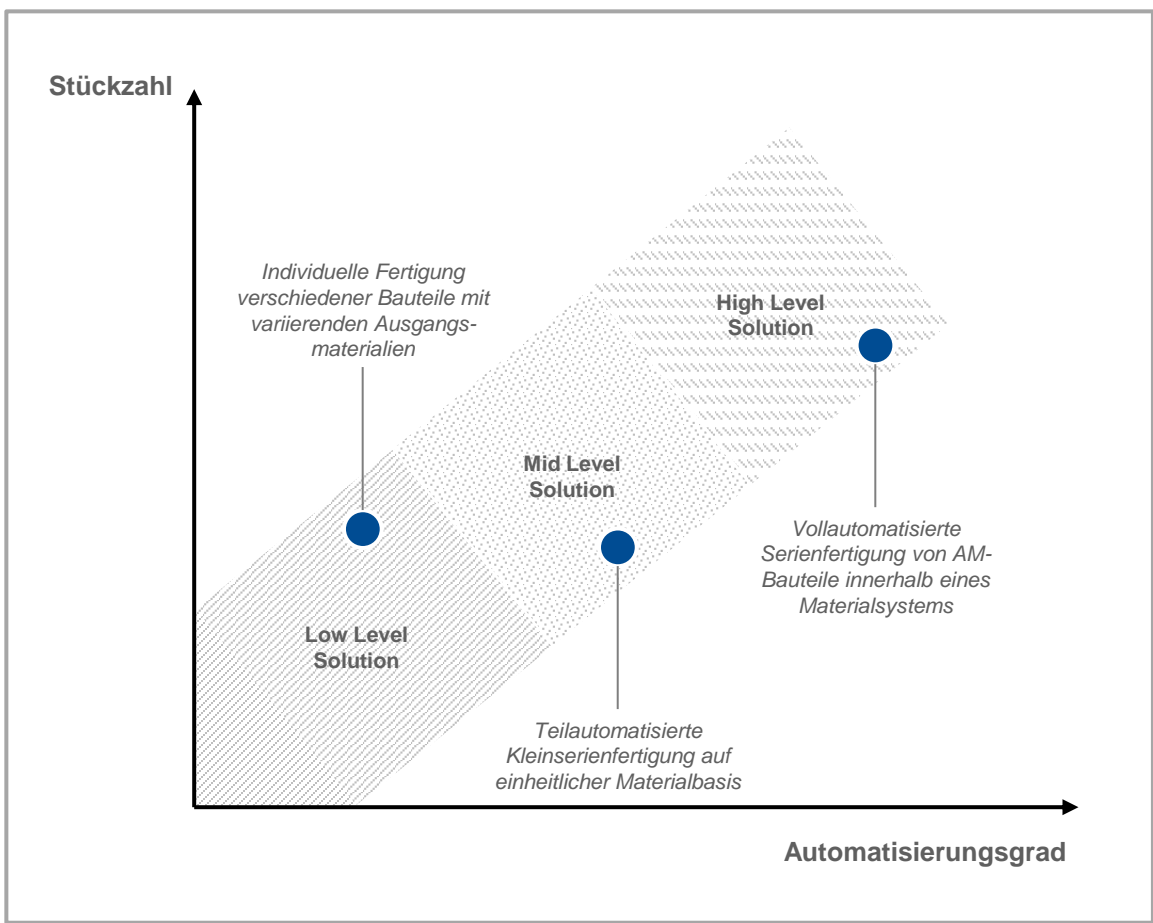 Stückzahl
Individuelle Fertigung
verschiedener Bauteile mit
variierenden Ausgangs-
materialien
High Level
Solution
Mid Level
Solution
Vollautomatisierte
Serienfertigung von AM-
Bauteile innerhalb eines
Materialsystems
Low Level
Solution
Teilautomatisierte
Kleinserienfertigung auf
einheitlicher Materialbasis
Automatisierungsgrad